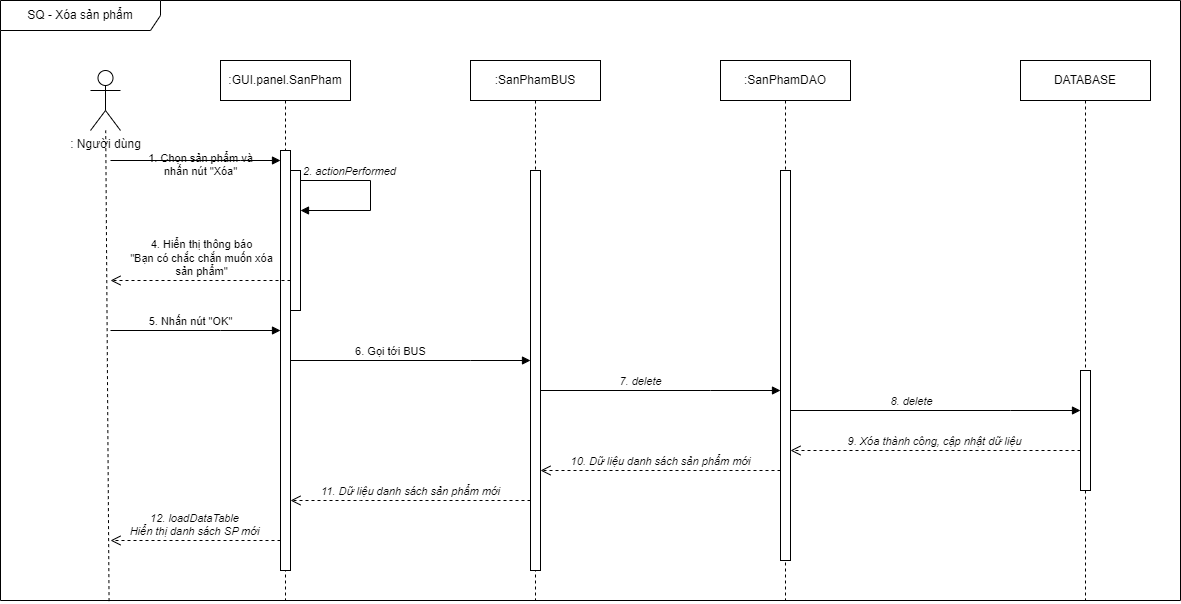 SQ - Xóa sản phẩm
:GUI.panel.SanPham
:SanPhamBUS
:SanPhamDAO
DATABASE
: Người dùng
1. Chọn sản phẩm và
nhấn nút "Xóa"
2. actionPerformed
4. Hiển thị thông báo
"Bạn có chắc chắn muốn xóa
sản phẩm"
5. Nhấn nút "OK"
6. Gọi tới BUS
7. delete
8. delete
9. Xóa thành công, cập nhật dữ liệu
10. Dữ liệu danh sách sản phẩm mới
11. Dữ liệu danh sách sản phẩm mới
12. loadDataTable
Hiển thị danh sách SP mới